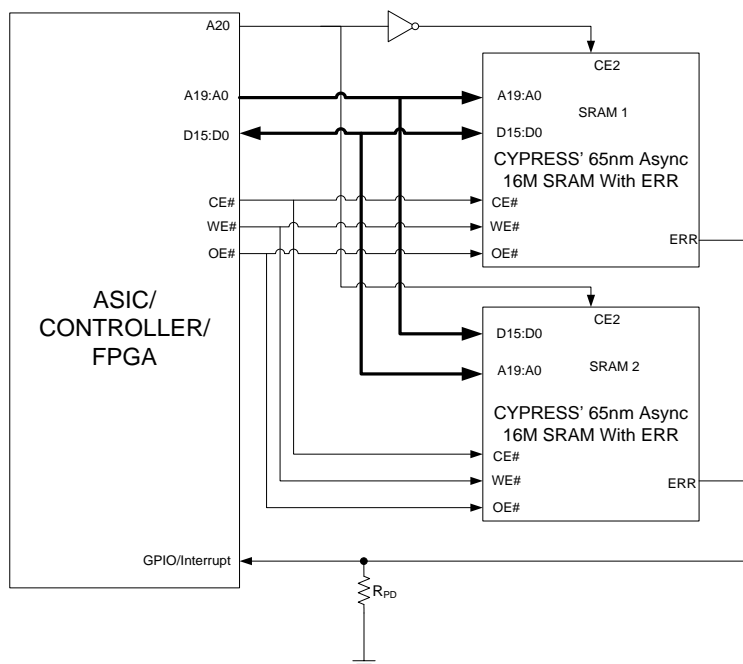 A20
A19:A0
D15:D0
CE#
WE#
OE#
ASIC/
CONTROLLER/
FPGA
GPIO/Interrupt
CE2
A19:A0
SRAM 1
D15:D0
CYPRESS' 65nm Async
16M SRAM With ERR
CE#
WE#
OE#
ERR
CE2
D15:D0
SRAM 2
A19:A0
CYPRESS' 65nm Async
16M SRAM With ERR
CE#
WE#
OE#
ERR
RPD